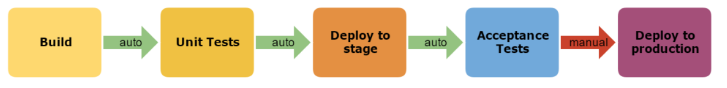 Build
auto
Unit Tests
auto
Deploy to
stage
auto
Acceptance
Tests
manual
Deploy to
production